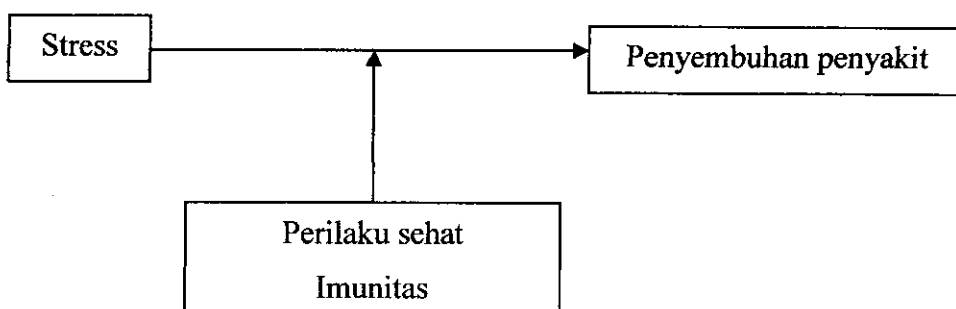 Stress
Penyembuhan penyakit
Perilaku sehat
Imunitas